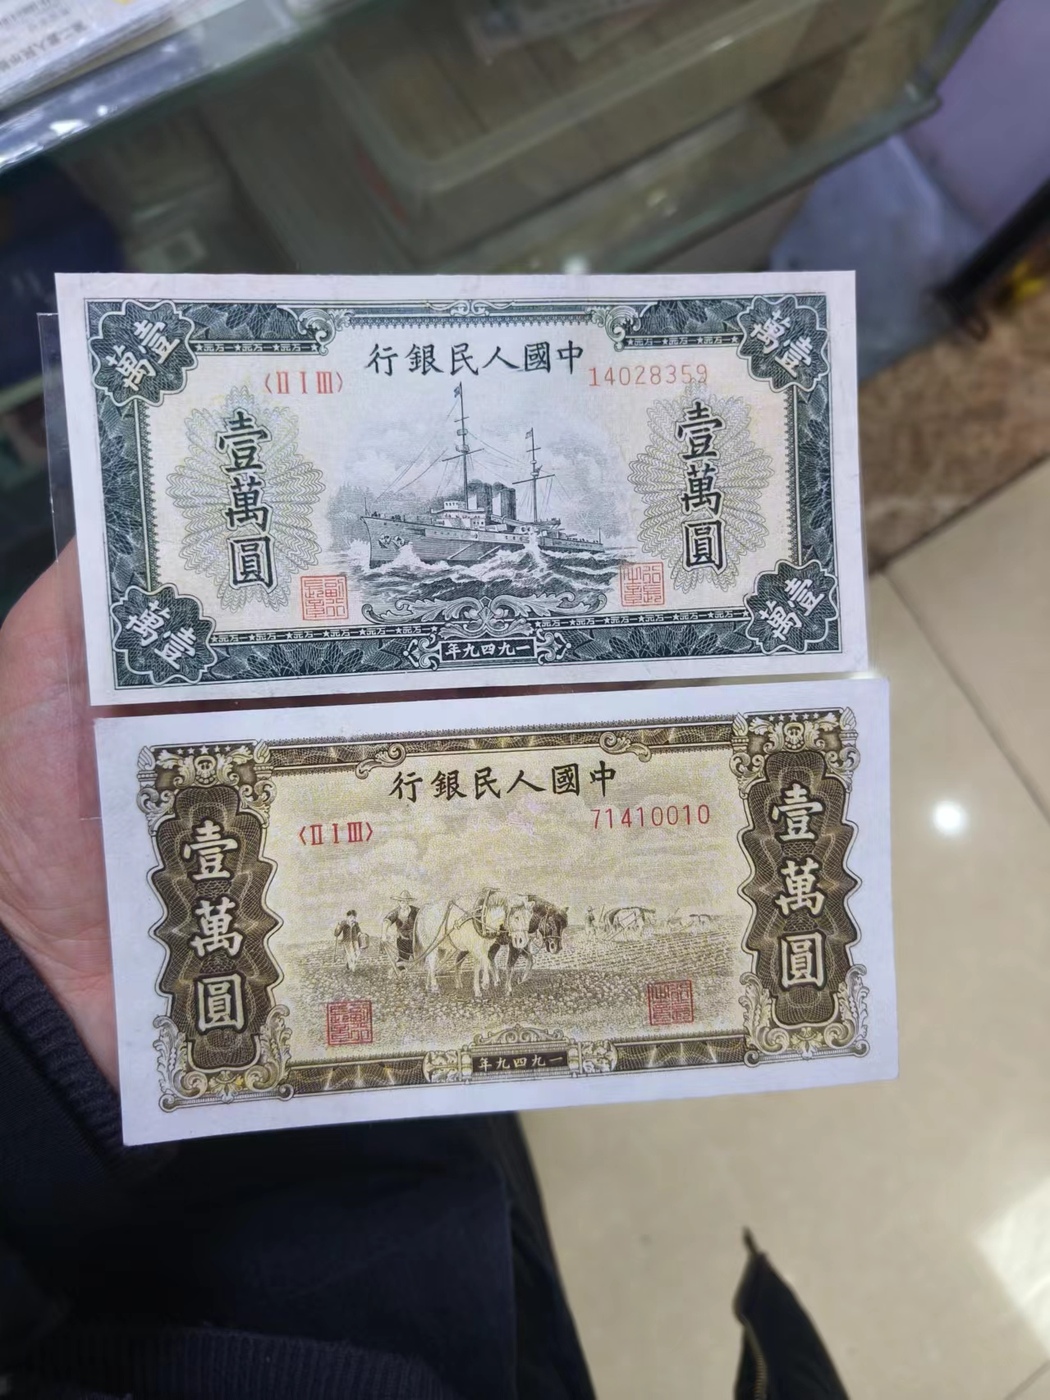 行銀民人國中
〈II I III〉
14028359
壹萬
萬壹
壹萬圓
壹萬圓
萬壹
壹萬
年九四九一
行銀民人國中
〈II I III〉
71410010
壹萬圓
壹萬圓
年九四九一